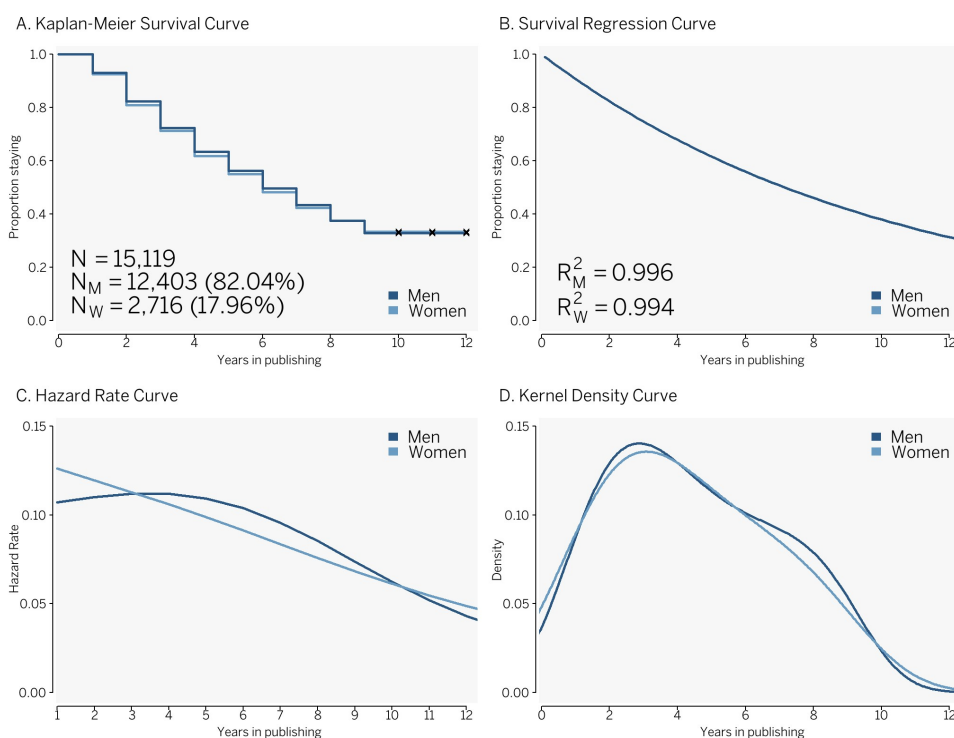 A. Kaplan-Meier Survival Curve
1.0
0.8
0.6
0.4
0.2
0.0
Proportion staying
N = 15,119
N_M = 12,403 (82.04%)
N_W = 2,716 (17.96%)
Men
Women
0 2 4 6 8 10 12
Years in publishing
B. Survival Regression Curve
1.0
0.8
0.6
0.4
0.2
0.0
Proportion staying
R²_M = 0.996
R²_W = 0.994
Men
Women
0 2 4 6 8 10 12
Years in publishing
C. Hazard Rate Curve
0.15
0.10
0.05
0.00
Hazard Rate
Men
Women
1 2 3 4 5 6 7 8 9 10 11 12
Years in publishing
D. Kernel Density Curve
0.15
0.10
0.05
0.00
Density
Men
Women
0 2 4 6 8 10 12
Years in publishing